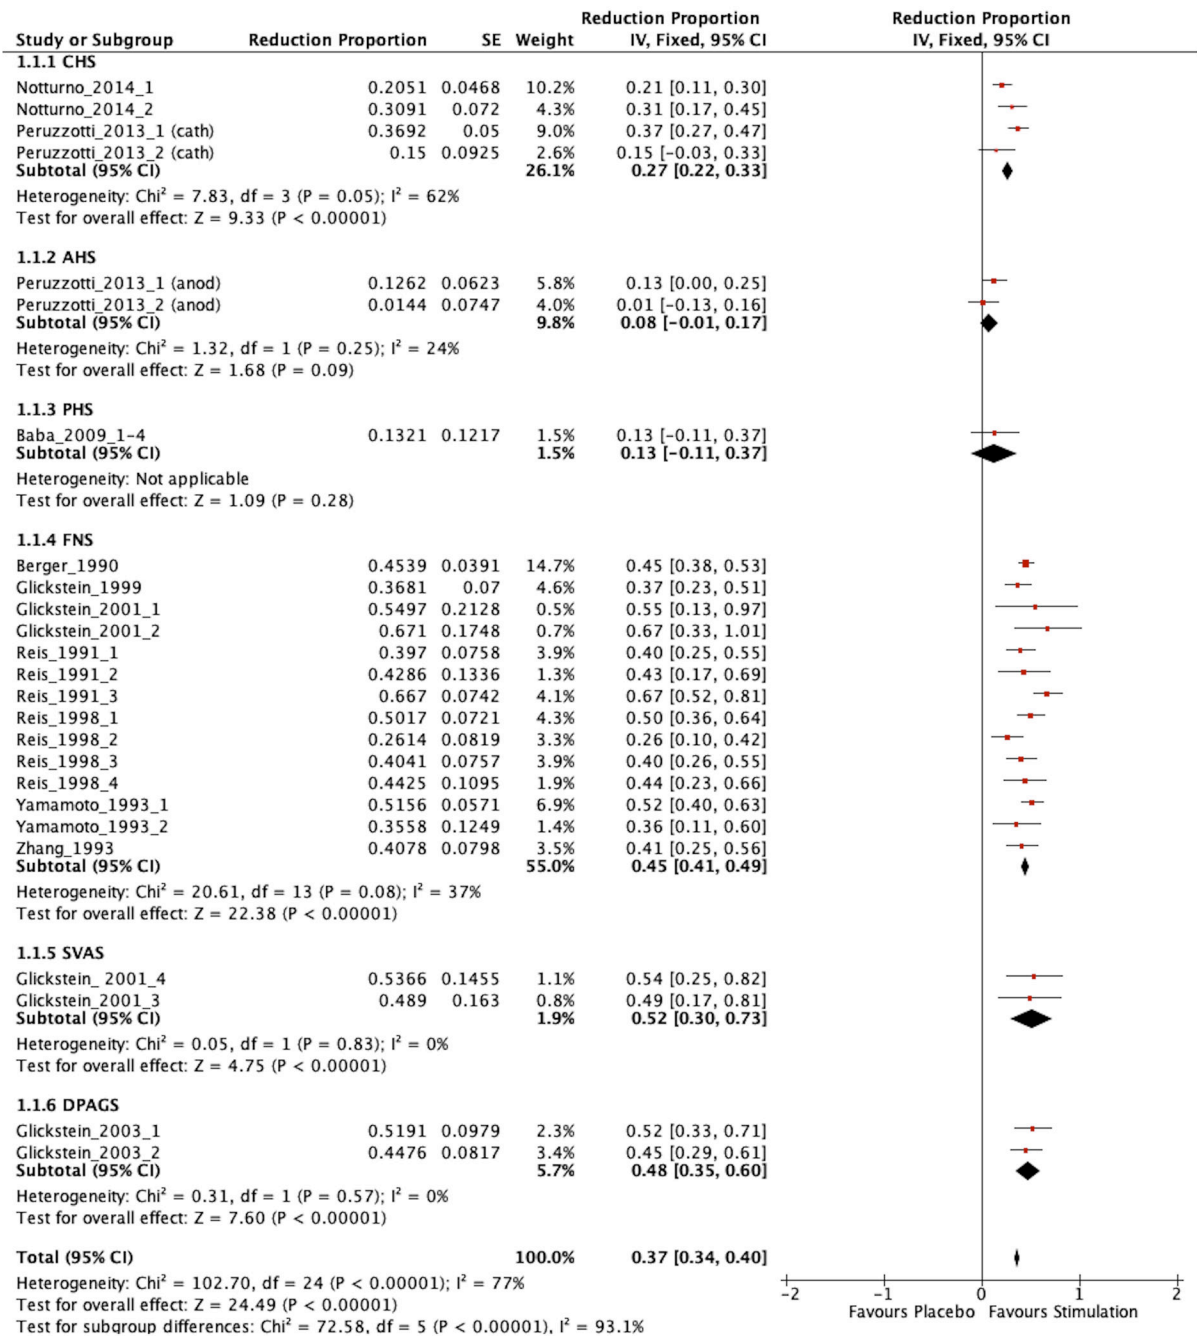 Reduction Proportion Reduction Proportion
Study or Subgroup Reduction Proportion SE Weight IV, Fixed, 95% CI IV, Fixed, 95% CI
1.1.1 CHS
Notturno_2014_1 0.2051 0.0468 10.2% 0.21 [0.11, 0.30]
Notturno_2014_2 0.3091 0.072 4.3% 0.31 [0.17, 0.45]
Peruzzotti_2013_1 (cath) 0.3692 0.05 9.0% 0.37 [0.27, 0.47]
Peruzzotti_2013_2 (cath) 0.15 0.0925 2.6% 0.15 [-0.03, 0.33]
Subtotal (95% CI) 26.1% 0.27 [0.22, 0.33]
Heterogeneity: Chi² = 7.83, df = 3 (P = 0.05); I² = 62%
Test for overall effect: Z = 9.33 (P < 0.00001)
1.1.2 AHS
Peruzzotti_2013_1 (anod) 0.1262 0.0623 5.8% 0.13 [0.00, 0.25]
Peruzzotti_2013_2 (anod) 0.0144 0.0747 4.0% 0.01 [-0.13, 0.16]
Subtotal (95% CI) 9.8% 0.08 [-0.01, 0.17]
Heterogeneity: Chi² = 1.32, df = 1 (P = 0.25); I² = 24%
Test for overall effect: Z = 1.68 (P = 0.09)
1.1.3 PHS
Baba_2009_1-4 0.1321 0.1217 1.5% 0.13 [-0.11, 0.37]
Subtotal (95% CI) 1.5% 0.13 [-0.11, 0.37]
Heterogeneity: Not applicable
Test for overall effect: Z = 1.09 (P = 0.28)
1.1.4 FNS
Berger_1990 0.4539 0.0391 14.7% 0.45 [0.38, 0.53]
Glickstein_1999 0.3681 0.07 4.6% 0.37 [0.23, 0.51]
Glickstein_2001_1 0.5497 0.2128 0.5% 0.55 [0.13, 0.97]
Glickstein_2001_2 0.671 0.1748 0.7% 0.67 [0.33, 1.01]
Reis_1991_1 0.397 0.0758 3.9% 0.40 [0.25, 0.55]
Reis_1991_2 0.4286 0.1336 1.3% 0.43 [0.17, 0.69]
Reis_1991_3 0.667 0.0742 4.1% 0.67 [0.52, 0.81]
Reis_1998_1 0.5017 0.0721 4.3% 0.50 [0.36, 0.64]
Reis_1998_2 0.2614 0.0819 3.3% 0.26 [0.10, 0.42]
Reis_1998_3 0.4041 0.0757 3.9% 0.40 [0.26, 0.55]
Reis_1998_4 0.4425 0.1095 1.9% 0.44 [0.23, 0.66]
Yamamoto_1993_1 0.5156 0.0571 6.9% 0.52 [0.40, 0.63]
Yamamoto_1993_2 0.3558 0.1249 1.4% 0.36 [0.11, 0.60]
Zhang_1993 0.4078 0.0798 3.5% 0.41 [0.25, 0.56]
Subtotal (95% CI) 55.0% 0.45 [0.41, 0.49]
Heterogeneity: Chi² = 20.61, df = 13 (P = 0.08); I² = 37%
Test for overall effect: Z = 22.38 (P < 0.00001)
1.1.5 SVAS
Glickstein_ 2001_4 0.5366 0.1455 1.1% 0.54 [0.25, 0.82]
Glickstein_2001_3 0.489 0.163 0.8% 0.49 [0.17, 0.81]
Subtotal (95% CI) 1.9% 0.52 [0.30, 0.73]
Heterogeneity: Chi² = 0.05, df = 1 (P = 0.83); I² = 0%
Test for overall effect: Z = 4.75 (P < 0.00001)
1.1.6 DPAGS
Glickstein_2003_1 0.5191 0.0979 2.3% 0.52 [0.33, 0.71]
Glickstein_2003_2 0.4476 0.0817 3.4% 0.45 [0.29, 0.61]
Subtotal (95% CI) 5.7% 0.48 [0.35, 0.60]
Heterogeneity: Chi² = 0.31, df = 1 (P = 0.57); I² = 0%
Test for overall effect: Z = 7.60 (P < 0.00001)
Total (95% CI) 100.0% 0.37 [0.34, 0.40]
Heterogeneity: Chi² = 102.70, df = 24 (P < 0.00001); I² = 77%
-2 -1 0 1 2
Test for overall effect: Z = 24.49 (P < 0.00001)
Favours Placebo Favours Stimulation
Test for subgroup differences: Chi² = 72.58, df = 5 (P < 0.00001), I² = 93.1%